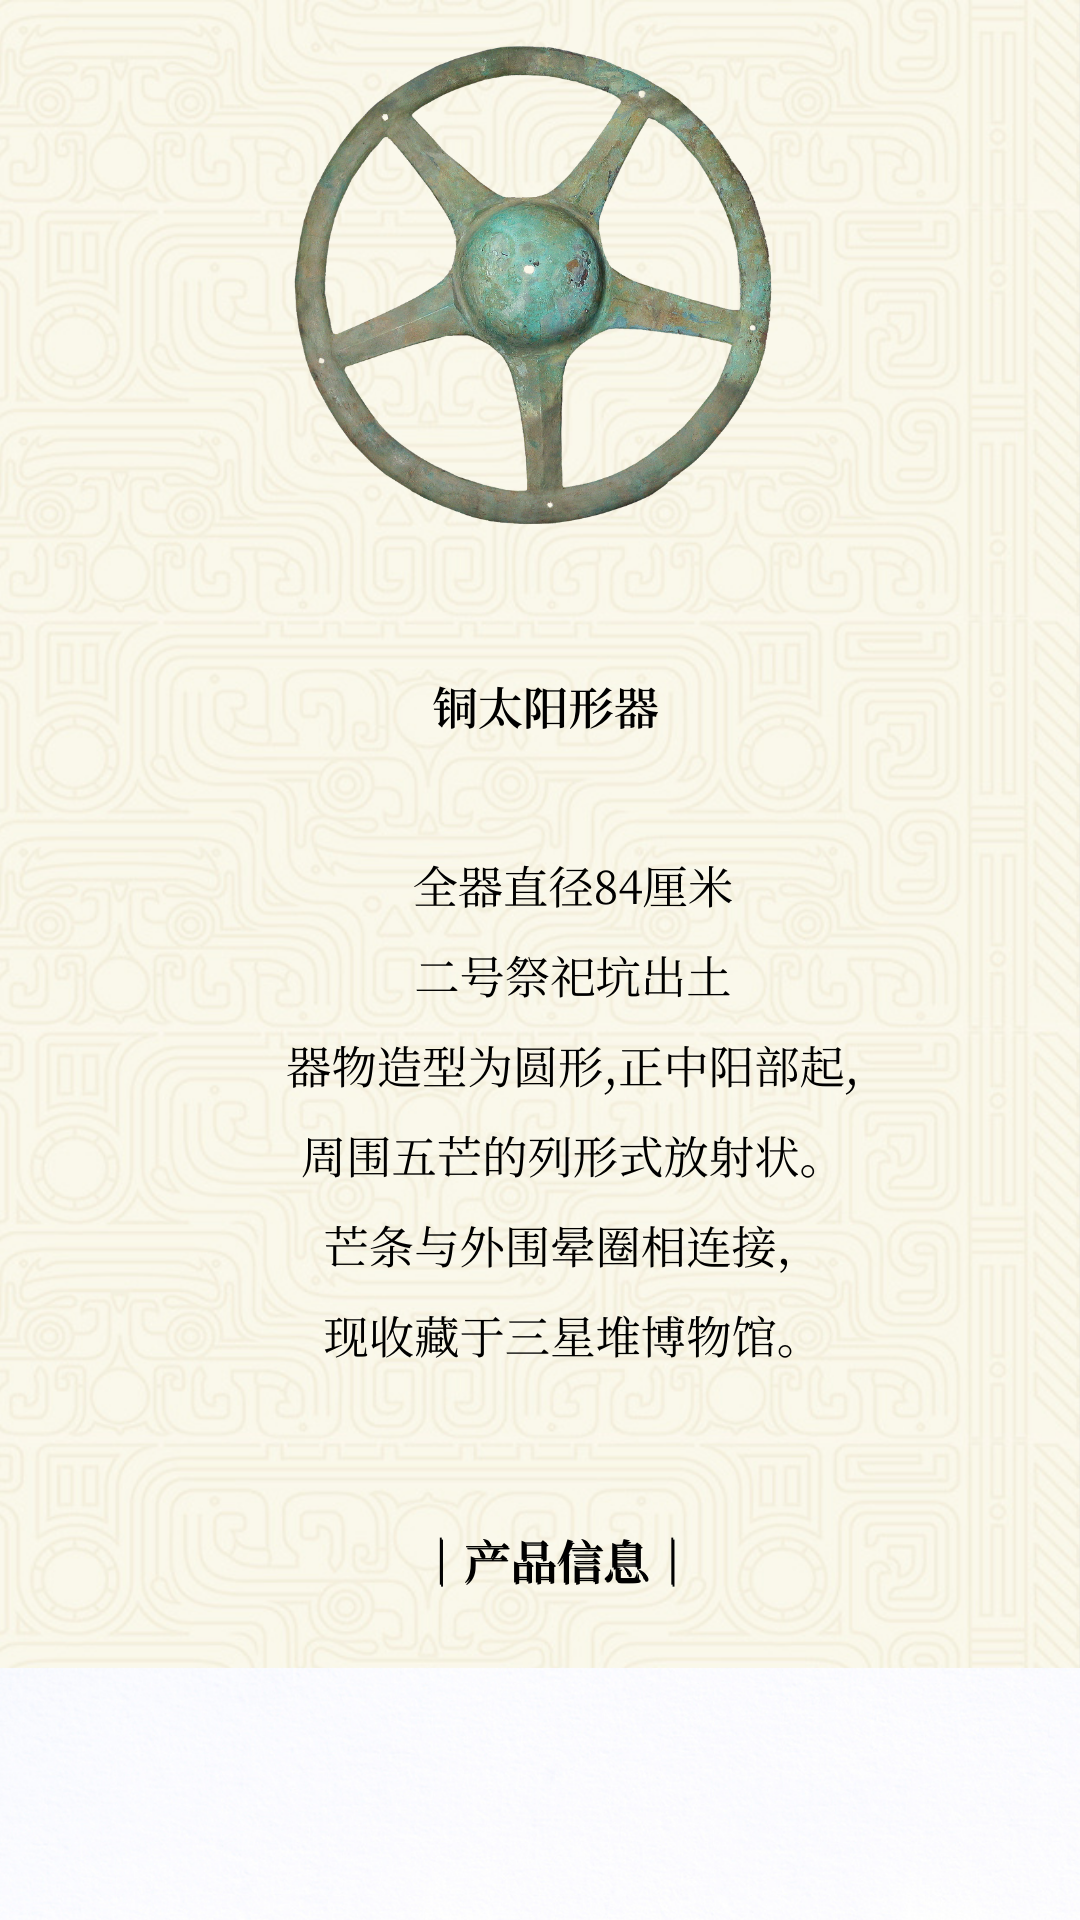 铜太阳形器
全器直径84厘米
二号祭祀坑出土
器物造型为圆形,正中阳部起,
周围五芒的列形式放射状。
芒条与外围晕圈相连接,
现收藏于三星堆博物馆。
| 产品信息 |